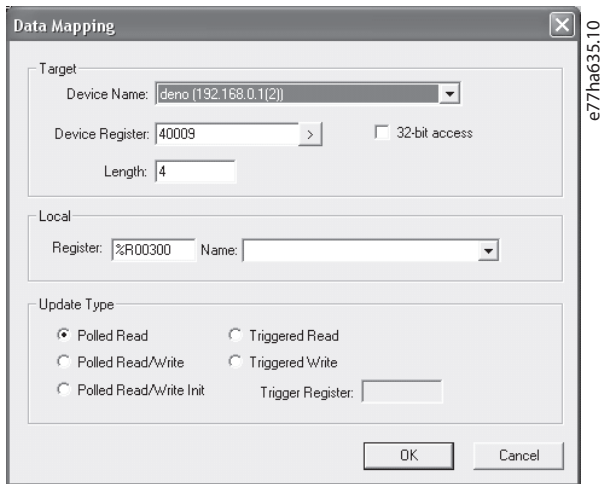 Data Mapping
Target
Device Name: deno (192.168.0.1(2))
Device Register: 40009 > 32-bit access
Length: 4
Local
Register: %R00300 Name:
Update Type
Polled Read Triggered Read
Polled Read/Write Triggered Write
Polled Read/Write Init Trigger Register:
OK Cancel
e77ha635.10